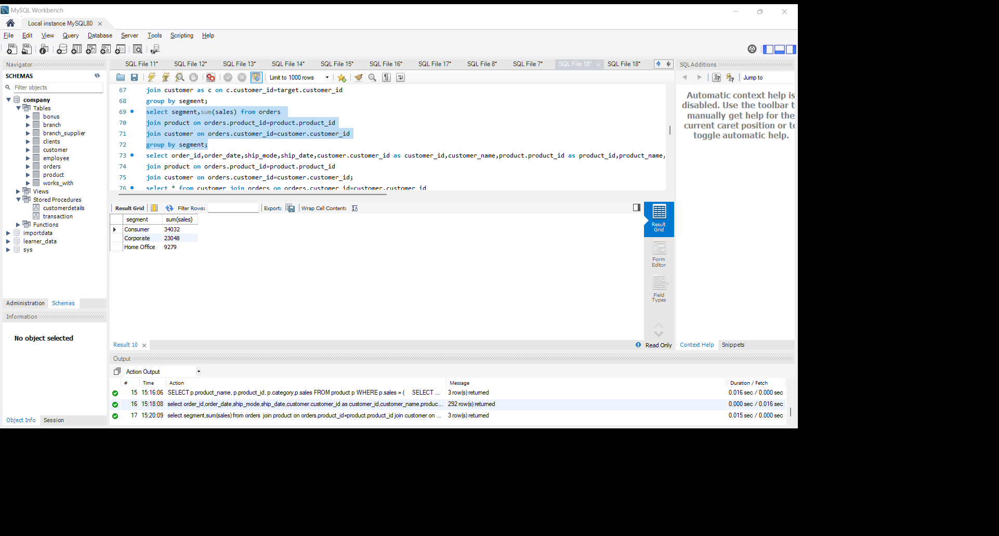 MySQL Workbench
Local instance MySQL80
File Edit View Query Database Server Tools Scripting Help
Navigator
SCHEMAS
Filter objects
company
Tables
bonus
branch
branch_supplier
clients
customer
employee
orders
product
works_with
Views
Stored Procedures
customerdetails
transaction
Functions
importdata
learner_data
sys
Administration Schemas
Information
No object selected
Object Info Session
SQL File 11* SQL File 12* SQL File 13* SQL File 14* SQL File 15* SQL File 16* SQL File 17* SQL File 8* SQL File 7* SQL File 18* SQL File 18*
Limit to 1000 rows
67 join customer as c on c.customer_id=target.customer_id
68 group by segment;
69 select segment,sum(sales) from orders
70 join product on orders.product_id=product.product_id
71 join customer on orders.customer_id=customer.customer_id
72 group by segment;
73 select order_id,order_date,ship_mode,ship_date,customer.customer_id as customer_id,customer_name,product.product_id as product_id,product_name,
74 join product on orders.product_id=product.product_id
75 join customer on orders.customer_id=customer.customer_id;
76 select * from customer join orders on orders.customer_id=customer.customer_id
Result Grid Filter Rows: Export: Wrap Cell Content:
segment sum(sales)
Consumer 34032
Corporate 23048
Home Office 9279
Result Grid
Form Editor
Field Types
Result 10
Read Only
SQLAdditions
Jump to
Automatic context help is
disabled. Use the toolbar t
manually get help for the
current caret position or to
toggle automatic help.
Context Help Snippets
Output
Action Output
# Time Action Message Duration / Fetch
15 15:16:06 SELECT p.product_name, p.product_id, p.category,p.sales FROM product p WHERE p.sales = ( SELECT ... 3 row(s) returned 0.016 sec / 0.000 sec
16 15:18:08 select order_id,order_date,ship_mode,ship_date,customer.customer_id as customer_id,customer_name,produc... 292 row(s) returned 0.000 sec / 0.016 sec
17 15:20:09 select segment,sum(sales) from orders join product on orders.product_id=product.product_id join customer on ... 3 row(s) returned 0.015 sec / 0.000 sec